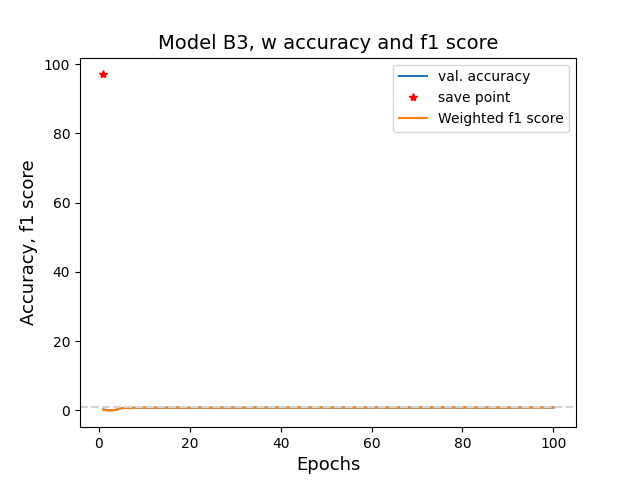 Model B3, w accuracy and f1 score
100
80
60
40
20
0
Accuracy, f1 score
val. accuracy
save point
Weighted f1 score
0 20 40 60 80 100
Epochs